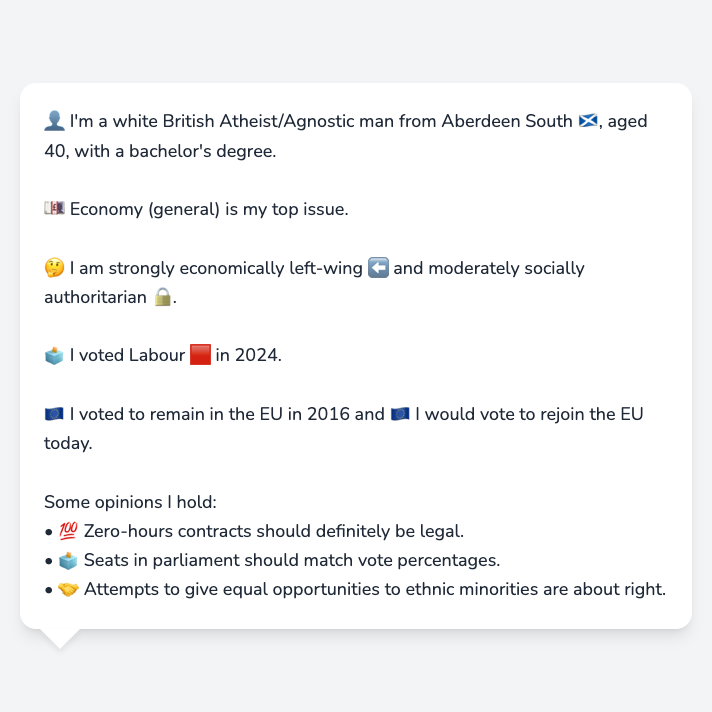 👤 I'm a white British Atheist/Agnostic man from Aberdeen South 🏴󠁧󠁢󠁳󠁣󠁴󠁿, aged
40, with a bachelor's degree.
💷 Economy (general) is my top issue.
🤔 I am strongly economically left-wing ⬅️ and moderately socially
authoritarian 🔒.
🗳️ I voted Labour 🟥 in 2024.
🇪🇺 I voted to remain in the EU in 2016 and 🇪🇺 I would vote to rejoin the EU
today.
Some opinions I hold:
• 💯 Zero-hours contracts should definitely be legal.
• 🗳️ Seats in parliament should match vote percentages.
• 🤝 Attempts to give equal opportunities to ethnic minorities are about right.